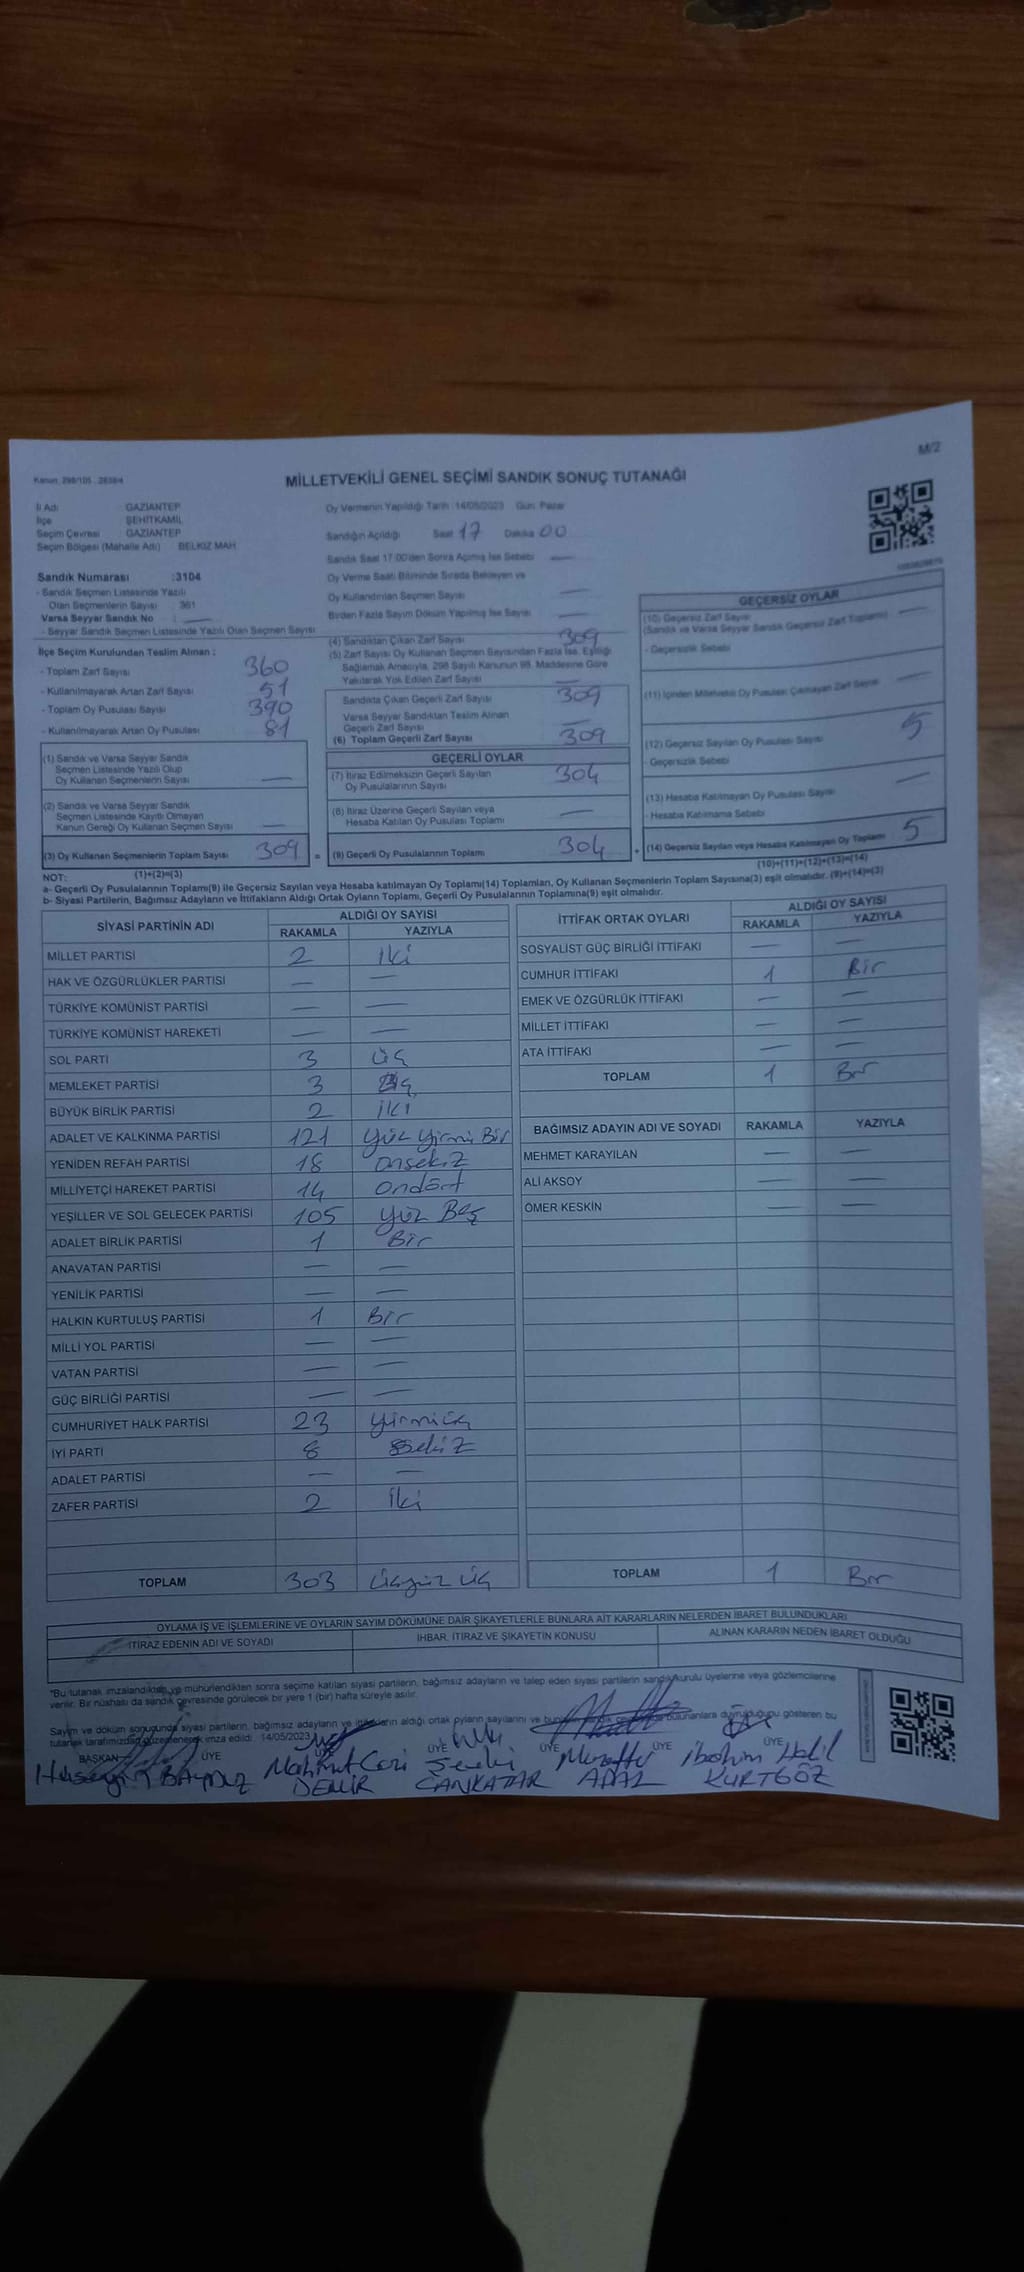 M/2
Kanun: 298/105 , 2839/4
MİLLETVEKİLİ GENEL SEÇİMİ SANDIK SONUÇ TUTANAĞI
İl Adı : GAZİANTEP
İlçe : ŞEHİTKAMİL
Seçim Çevresi : GAZİANTEP
Seçim Bölgesi (Mahalle Adı) : BELKIZ MAH
Sandık Numarası :3104
- Sandık Seçmen Listesinde Yazılı
Olan Seçmenlerin Sayısı : 361
Varsa Seyyar Sandık No : —
- Seyyar Sandık Seçmen Listesinde Yazılı Olan Seçmen Sayısı
İlçe Seçim Kurulundan Teslim Alınan :
- Toplam Zarf Sayısı 360
- Kullanılmayarak Artan Zarf Sayısı 51
- Toplam Oy Pusulası Sayısı 390
- Kullanılmayarak Artan Oy Pusulası 81
(1) Sandık ve Varsa Seyyar Sandık
Seçmen Listesinde Yazılı Olup
Oy Kullanan Seçmenlerin Sayısı —
(2) Sandık ve Varsa Seyyar Sandık
Seçmen Listesinde Kayıtlı Olmayan
Kanun Gereği Oy Kullanan Seçmen Sayısı —
(3) Oy Kullanan Seçmenlerin Toplam Sayısı 309 =
(1)+(2)=(3)
Oy Vermenin Yapıldığı Tarih :14/05/2023 Gün: Pazar
Sandığın Açıldığı Saat 17 Dakika 00
Sandık Saat 17:00'den Sonra Açılmış İse Sebebi —
Oy Verme Saati Bitiminde Sırada Bekleyen ve
Oy Kullandırılan Seçmen Sayısı —
Birden Fazla Sayım Döküm Yapılmış İse Sayısı —
(4) Sandıktan Çıkan Zarf Sayısı 309
(5) Zarf Sayısı Oy Kullanan Seçmen Sayısından Fazla İse, Eşitliği
Sağlamak Amacıyla, 298 Sayılı Kanunun 98. Maddesine Göre
Yakılarak Yok Edilen Zarf Sayısı —
Sandıkta Çıkan Geçerli Zarf Sayısı 309
Varsa Seyyar Sandıktan Teslim Alınan
Geçerli Zarf Sayısı —
(6) Toplam Geçerli Zarf Sayısı 309
GEÇERLİ OYLAR
(7) İtiraz Edilmeksizin Geçerli Sayılan
Oy Pusulalarının Sayısı 304
(8) İtiraz Üzerine Geçerli Sayılan veya
Hesaba Katılan Oy Pusulası Toplamı —
(9) Geçerli Oy Pusulalarının Toplamı 304 +
GEÇERSİZ OYLAR
(10) Geçersiz Zarf Sayısı
(Sandık ve Varsa Seyyar Sandık Geçersiz Zarf Toplamı) —
- Geçersizlik Sebebi
(11) İçinden Milletvekili Oy Pusulası Çıkmayan Zarf Sayısı —
(12) Geçersiz Sayılan Oy Pusulası Sayısı 5
- Geçersizlik Sebebi
(13) Hesaba Katılmayan Oy Pusulası Sayısı —
- Hesaba Katılmama Sebebi
(14) Geçersiz Sayılan veya Hesaba Katılmayan Oy Toplamı 5
(10)+(11)+(12)+(13)=(14)
NOT:
a- Geçerli Oy Pusulalarının Toplamı(9) ile Geçersiz Sayılan veya Hesaba katılmayan Oy Toplamı(14) Toplamları, Oy Kullanan Seçmenlerin Toplam Sayısına(3) eşit olmalıdır. (9)+(14)=(3)
b- Siyasi Partilerin, Bağımsız Adayların ve İttifakların Aldığı Ortak Oyların Toplamı, Geçerli Oy Pusulalarının Toplamına(9) eşit olmalıdır.
SİYASİ PARTİNİN ADI ALDIĞI OY SAYISI
RAKAMLA YAZIYLA
MİLLET PARTİSİ 2 iki
HAK VE ÖZGÜRLÜKLER PARTİSİ — —
TÜRKİYE KOMÜNİST PARTİSİ — —
TÜRKİYE KOMÜNİST HAREKETİ — —
SOL PARTİ 3 üç
MEMLEKET PARTİSİ 3 üç
BÜYÜK BİRLİK PARTİSİ 2 iki
ADALET VE KALKINMA PARTİSİ 121 yüz yirmi Bir
YENİDEN REFAH PARTİSİ 18 onsekiz
MİLLİYETÇİ HAREKET PARTİSİ 14 ondört
YEŞİLLER VE SOL GELECEK PARTİSİ 105 yüz Beş
ADALET BİRLİK PARTİSİ 1 Bir
ANAVATAN PARTİSİ — —
YENİLİK PARTİSİ — —
HALKIN KURTULUŞ PARTİSİ 1 Bir
MİLLİ YOL PARTİSİ — —
VATAN PARTİSİ — —
GÜÇ BİRLİĞİ PARTİSİ — —
CUMHURİYET HALK PARTİSİ 23 yirmiüç
İYİ PARTİ 8 sekiz
ADALET PARTİSİ — —
ZAFER PARTİSİ 2 iki
TOPLAM 303 üçyüz üç
İTTİFAK ORTAK OYLARI ALDIĞI OY SAYISI
RAKAMLA YAZIYLA
SOSYALİST GÜÇ BİRLİĞİ İTTİFAKI — —
CUMHUR İTTİFAKI 1 Bir
EMEK VE ÖZGÜRLÜK İTTİFAKI — —
MİLLET İTTİFAKI — —
ATA İTTİFAKI — —
TOPLAM 1 Bir
BAĞIMSIZ ADAYIN ADI VE SOYADI RAKAMLA YAZIYLA
MEHMET KARAYILAN — —
ALİ AKSOY — —
ÖMER KESKİN — —
TOPLAM 1 Bir
OYLAMA İŞ VE İŞLEMLERİNE VE OYLARIN SAYIM DÖKÜMÜNE DAİR ŞİKAYETLERLE BUNLARA AİT KARARLARIN NELERDEN İBARET BULUNDUKLARI
İTİRAZ EDENİN ADI VE SOYADI İHBAR, İTİRAZ VE ŞİKAYETİN KONUSU ALINAN KARARIN NEDEN İBARET OLDUĞU
"Bu tutanak imzalandıktan ve mühürlendikten sonra seçime katılan siyasi partilerin, bağımsız adayların ve talep eden siyasi partilerin sandık kurulu üyelerine veya gözlemcilerine
verilir. Bir nüshası da sandık çevresinde görülecek bir yere 1 (bir) hafta süreyle asılır.
Sayım ve döküm sonucunda siyasi partilerin, bağımsız adayların ve ittifakların aldığı ortak oyların sayılarını ve bunların sandık çevresinde bulunanlara duyrulduğunu gösteren bu
tutanak tarafımızdan düzenlenerek imza edildi. 14/05/2023
BAŞKAN ÜYE ÜYE ÜYE ÜYE ÜYE ÜYE
Hüseyin BAYDUZ Mahmut Gazi Şevki Muzaffer ibrahim Halil
DEMİR CANKATAR KURTGÖZ